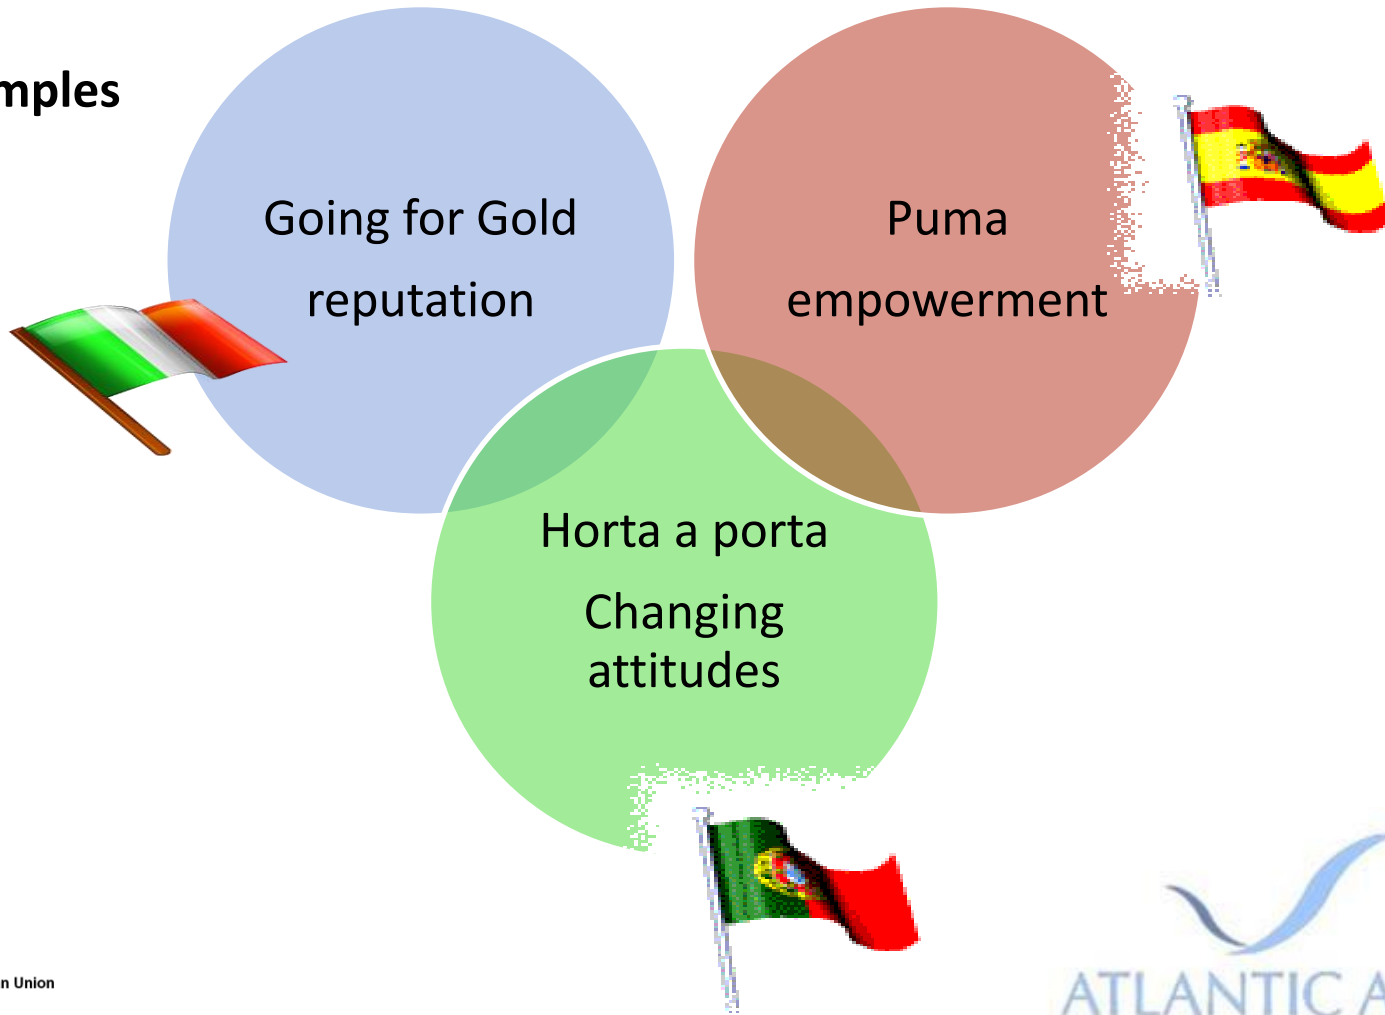 mples
Going for Gold
reputation
Puma
empowerment
Horta a porta
Changing
attitudes
n Union
ATLANTIC A